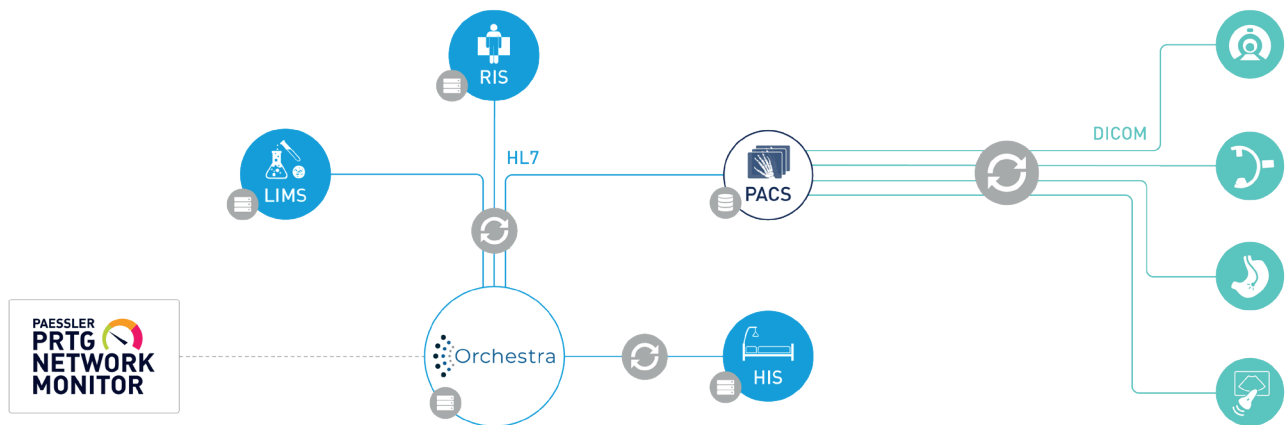 RIS
HL7
DICOM
LIMS
PACS
PAESSLER
PRTG
NETWORK
MONITOR
Orchestra
HIS